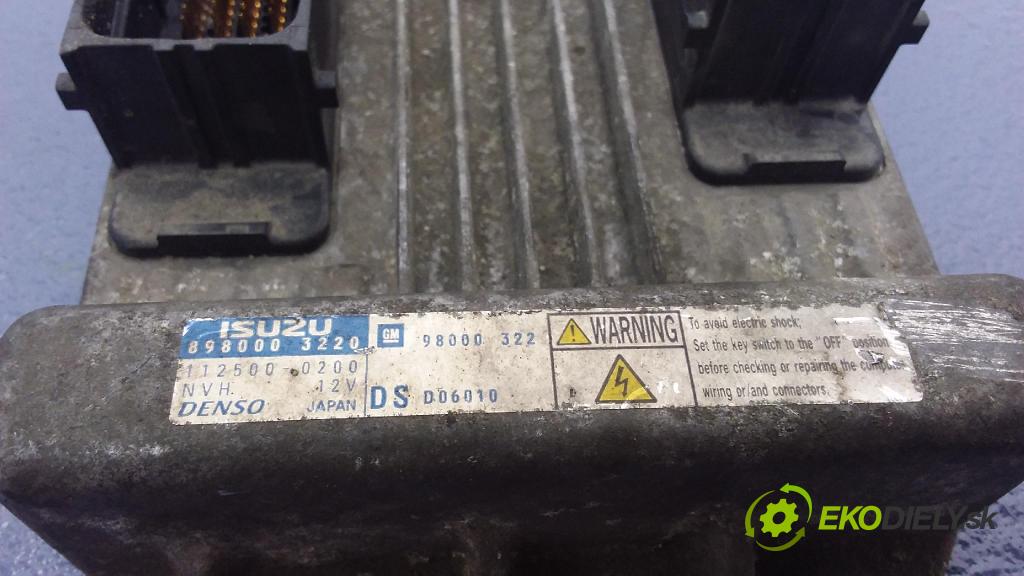 ISUZU
898000 3220
112500-0200
NVH. 12V
DENSO JAPAN
GM 98000 322
DS D06010
WARNING
To avoid electric shock;
Set the key switch to the "OFF" position
before checking or repairing the computer
wiring or/and connectors.
EKODIELY.sk